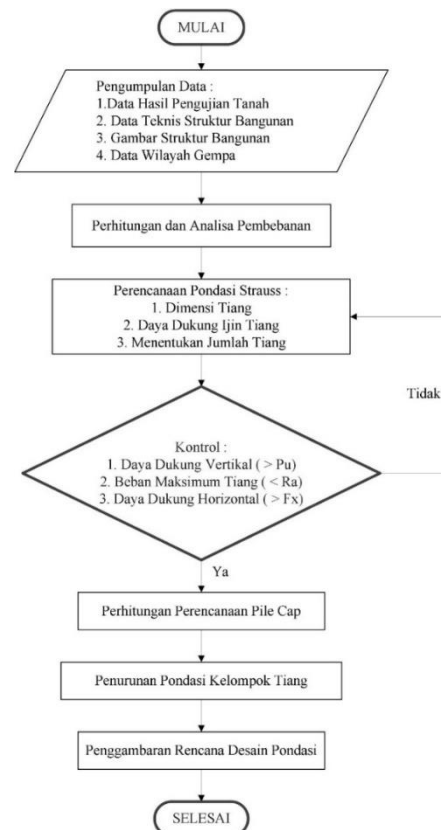 MULAI
Pengumpulan Data :
1.Data Hasil Pengujian Tanah
2. Data Teknis Struktur Bangunan
3. Gambar Struktur Bangunan
4. Data Wilayah Gempa
Perhitungan dan Analisa Pembebanan
Perencanaan Pondasi Strauss :
1. Dimensi Tiang
2. Daya Dukung Ijin Tiang
3. Menentukan Jumlah Tiang
Tidak
Kontrol :
1. Daya Dukung Vertikal ( > Pu)
2. Beban Maksimum Tiang ( < Ra)
3. Daya Dukung Horizontal ( > Fx)
Ya
Perhitungan Perencanaan Pile Cap
Penurunan Pondasi Kelompok Tiang
Penggambaran Rencana Desain Pondasi
SELESAI